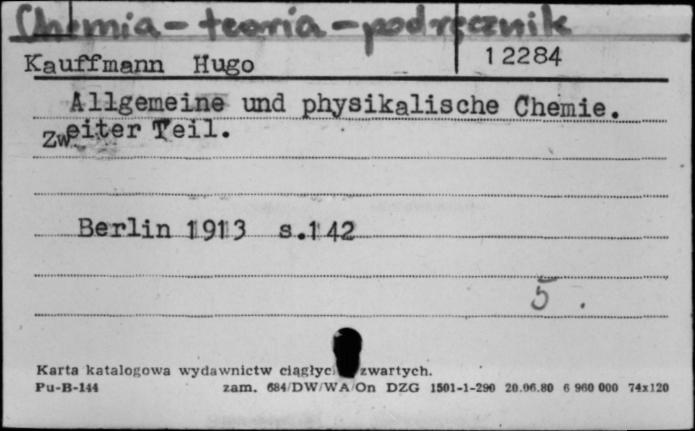 Chemia - teoria - podręcznik
Kauffmann Hugo 12284
Allgemeine und physikalische Chemie.
Zweiter Teil.
Berlin 1913 s.142
5.
Karta katalogowa wydawnictw ciągłyc zwartych.
Pu-B-144 zam. 684/DW/WA/On DZG 1501-1-290 20.06.80 6 960 000 74x120